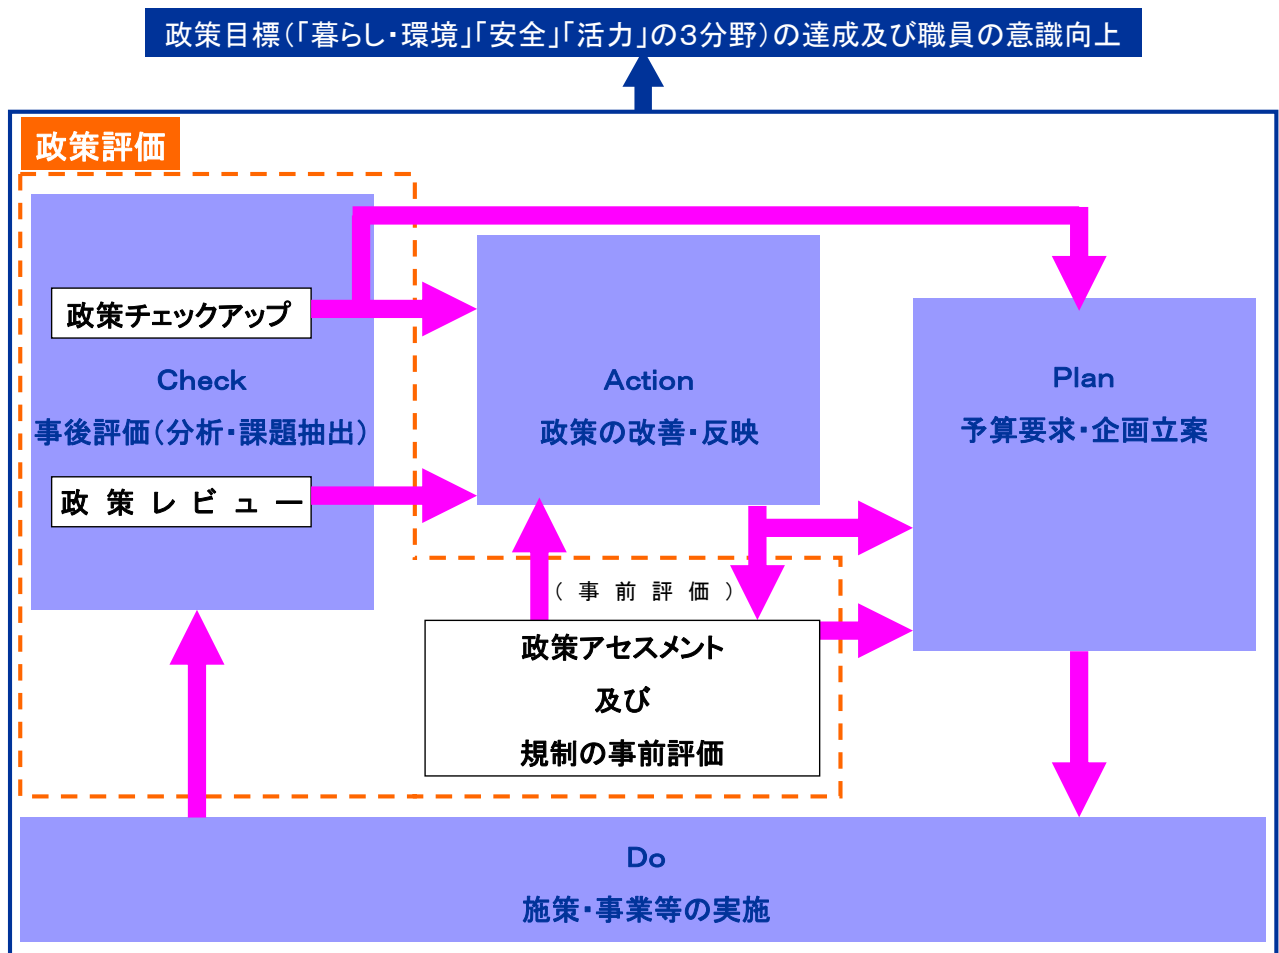 政策目標(「暮らし・環境」「安全」「活力」の3分野)の達成及び職員の意識向上
政策評価
政策チェックアップ
Check
事後評価(分析・課題抽出)
政策レビュー
Action
政策の改善・反映
Plan
予算要求・企画立案
(事前評価)
政策アセスメント
及び
規制の事前評価
Do
施策・事業等の実施